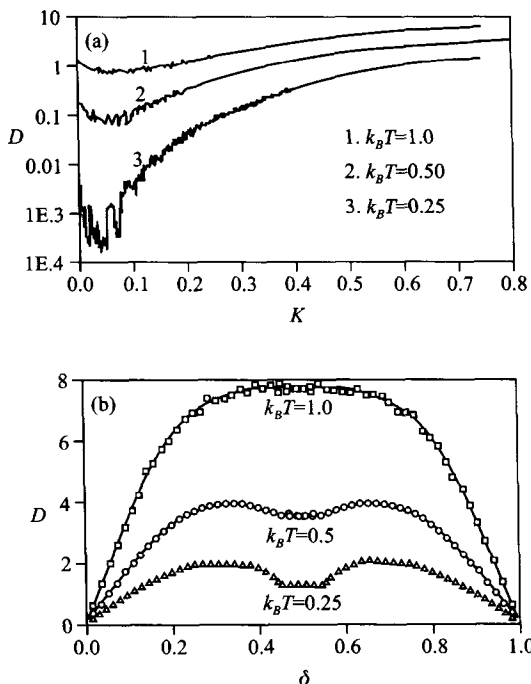 (a)
10
1
0.1
0.01
1E-3
1E.4
D
1
2
3
1. k_BT=1.0
2. k_BT=0.50
3. k_BT=0.25
0.0 0.1 0.2 0.3 0.4 0.5 0.6 0.7 0.8
K
(b)
8
6
4
2
0
D
k_BT=1.0
k_BT=0.5
k_BT=0.25
0.0 0.2 0.4 0.6 0.8 1.0
δ